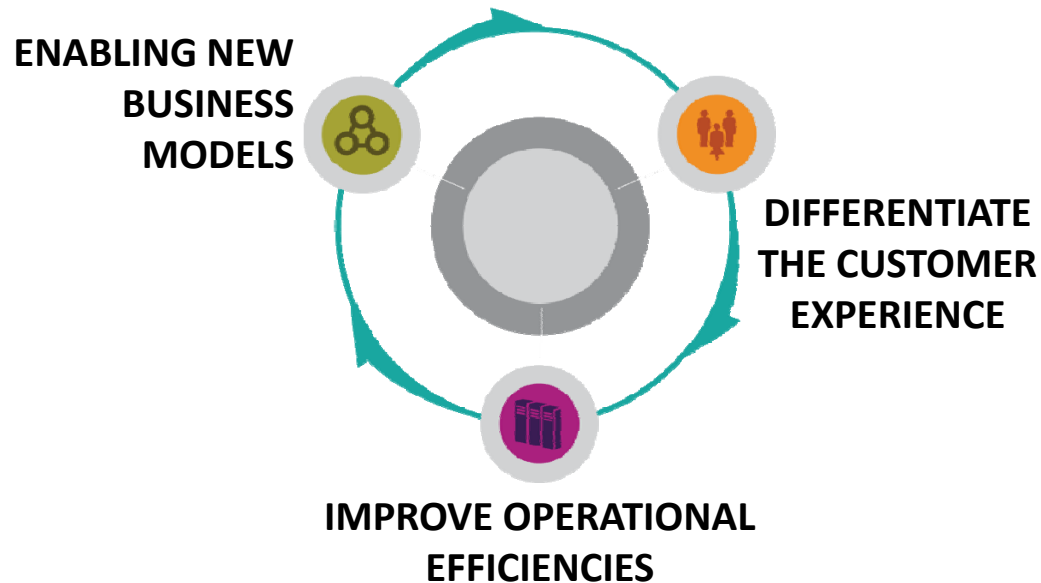 ENABLING NEW
BUSINESS
MODELS
DIFFERENTIATE
THE CUSTOMER
EXPERIENCE
IMPROVE OPERATIONAL
EFFICIENCIES